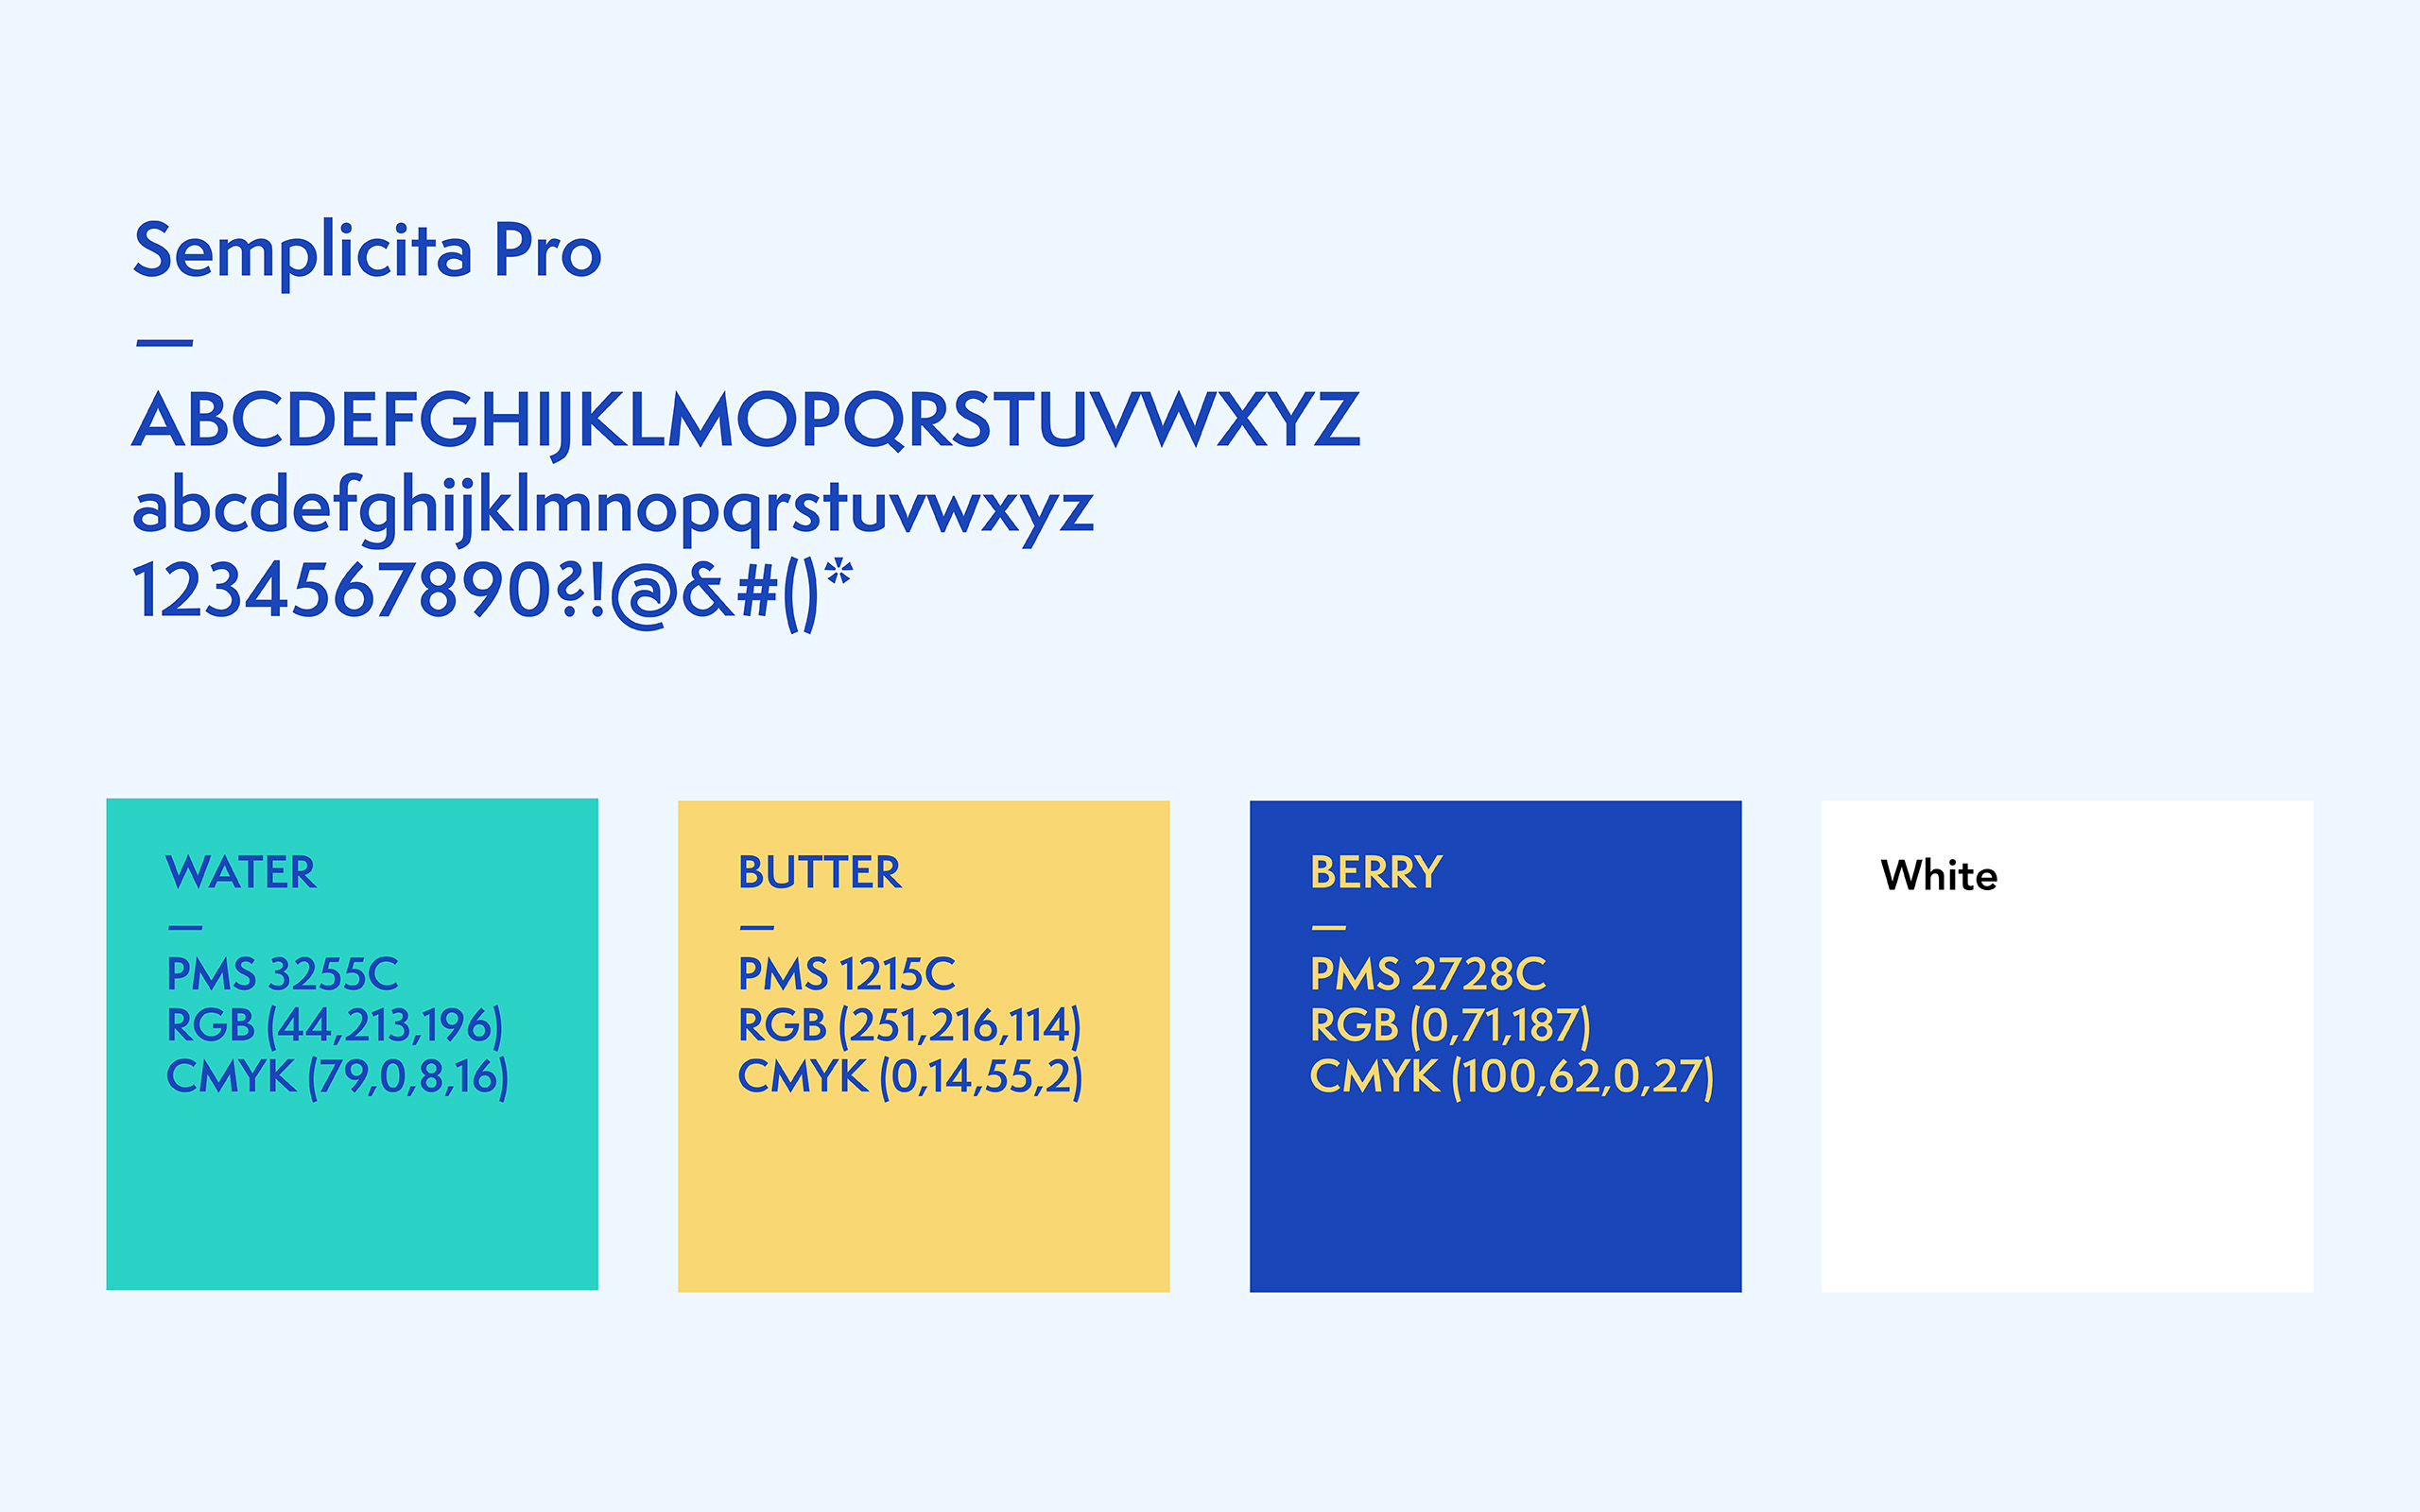 Semplicita Pro
—
ABCDEFGHIJKLMOPQRSTUVWXYZ
abcdefghijklmnopqrstuvwxyz
1234567890?!@&#()*
WATER
—
PMS 3255C
RGB (44,213,196)
CMYK (79,0,8,16)
BUTTER
—
PMS 1215C
RGB (251,216,114)
CMYK (0,14,55,2)
BERRY
—
PMS 2728C
RGB (0,71,187)
CMYK (100,62,0,27)
White